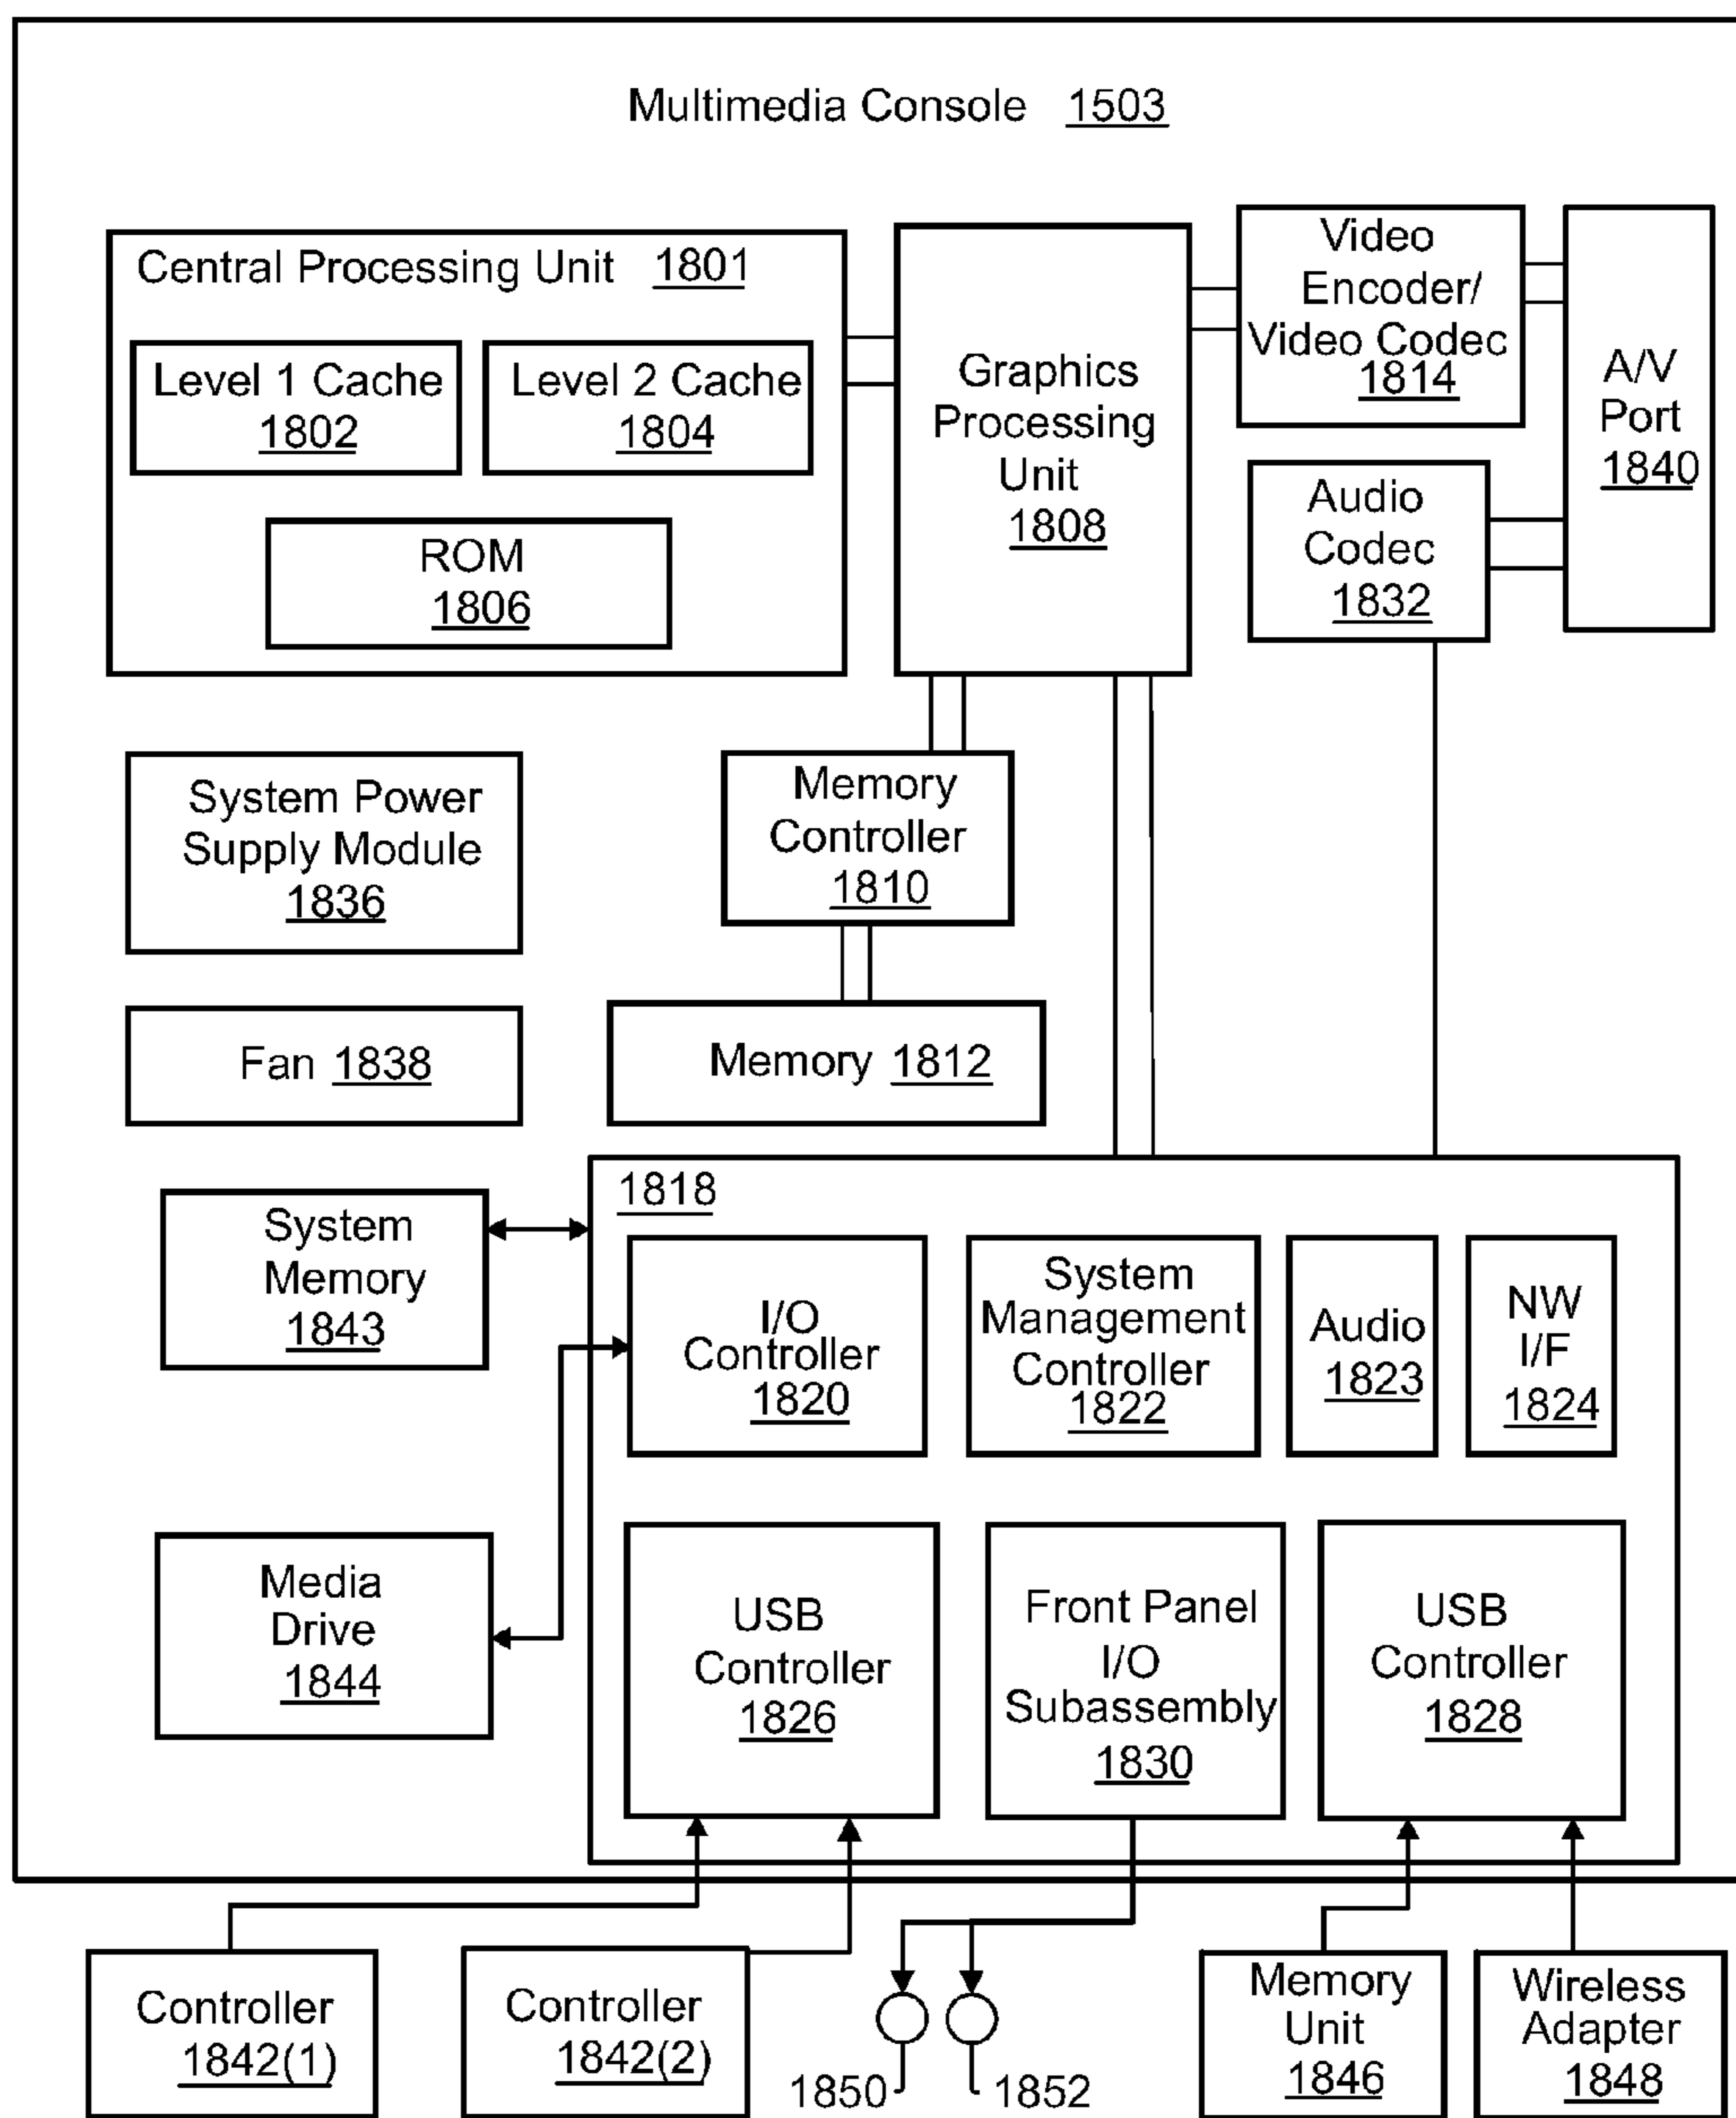 Multimedia Console 1503
Central Processing Unit 1801
Level 1 Cache
1802
Level 2 Cache
1804
ROM
1806
Graphics
Processing
Unit
1808
Video
Encoder/
Video Codec
1814
A/V
Port
1840
Audio
Codec
1832
System Power
Supply Module
1836
Memory
Controller
1810
Fan 1838
Memory 1812
1818
System
Memory
1843
I/O
Controller
1820
System
Management
Controller
1822
Audio
1823
NW
I/F
1824
Media
Drive
1844
USB
Controller
1826
Front Panel
I/O
Subassembly
1830
USB
Controller
1828
Controller
1842(1)
Controller
1842(2)
1850
1852
Memory
Unit
1846
Wireless
Adapter
1848